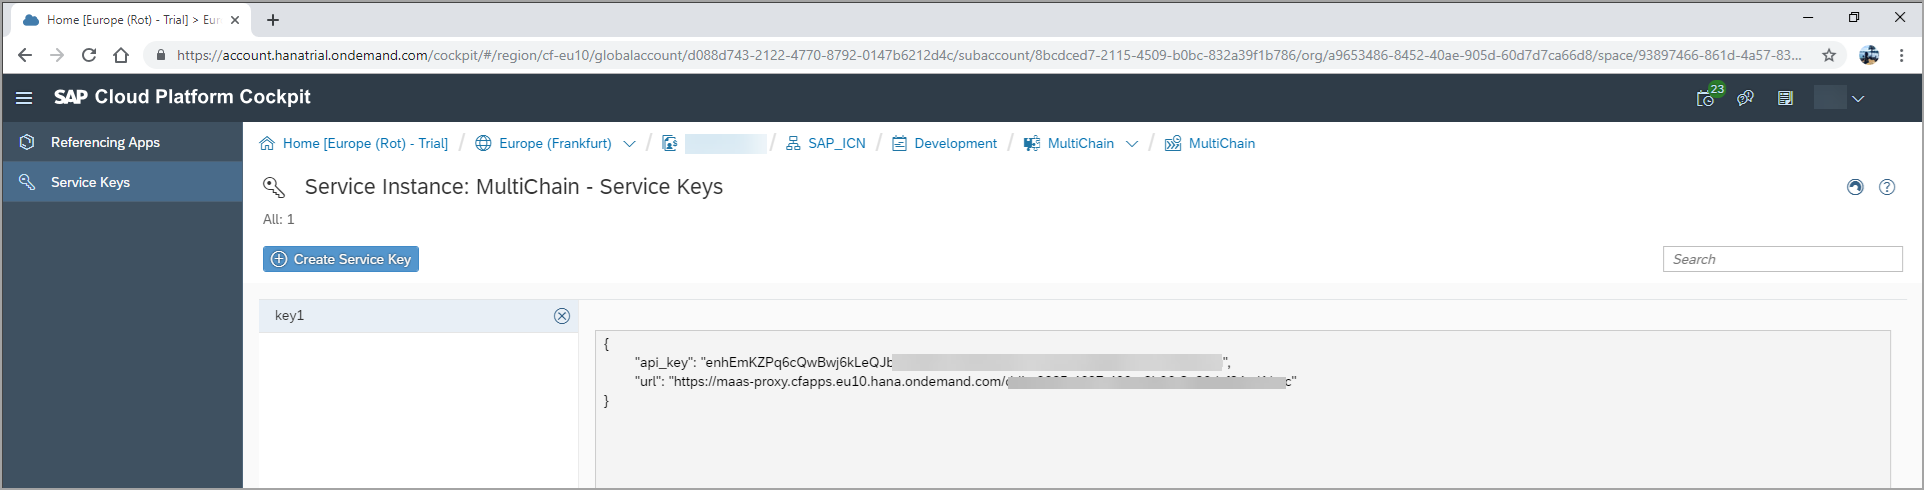 Home [Europe (Rot) - Trial] > Eur
https://account.hanatrial.ondemand.com/cockpit/#/region/cf-eu10/globalaccount/d088d743-2122-4770-8792-0147b6212d4c/subaccount/8bcdced7-2115-4509-b0bc-832a39f1b786/org/a9653486-8452-40ae-905d-60d7d7ca66d8/space/93897466-861d-4a57-83...
SAP Cloud Platform Cockpit
23
Referencing Apps
Service Keys
Home [Europe (Rot) - Trial] / Europe (Frankfurt) / / SAP_ICN / Development / MultiChain / MultiChain
Service Instance: MultiChain - Service Keys
All: 1
Create Service Key
Search
key1
{
"api_key": "enhEmKZPq6cQwBwj6kLeQJb",
"url": "https://maas-proxy.cfapps.eu10.hana.ondemand.com/ c"
}